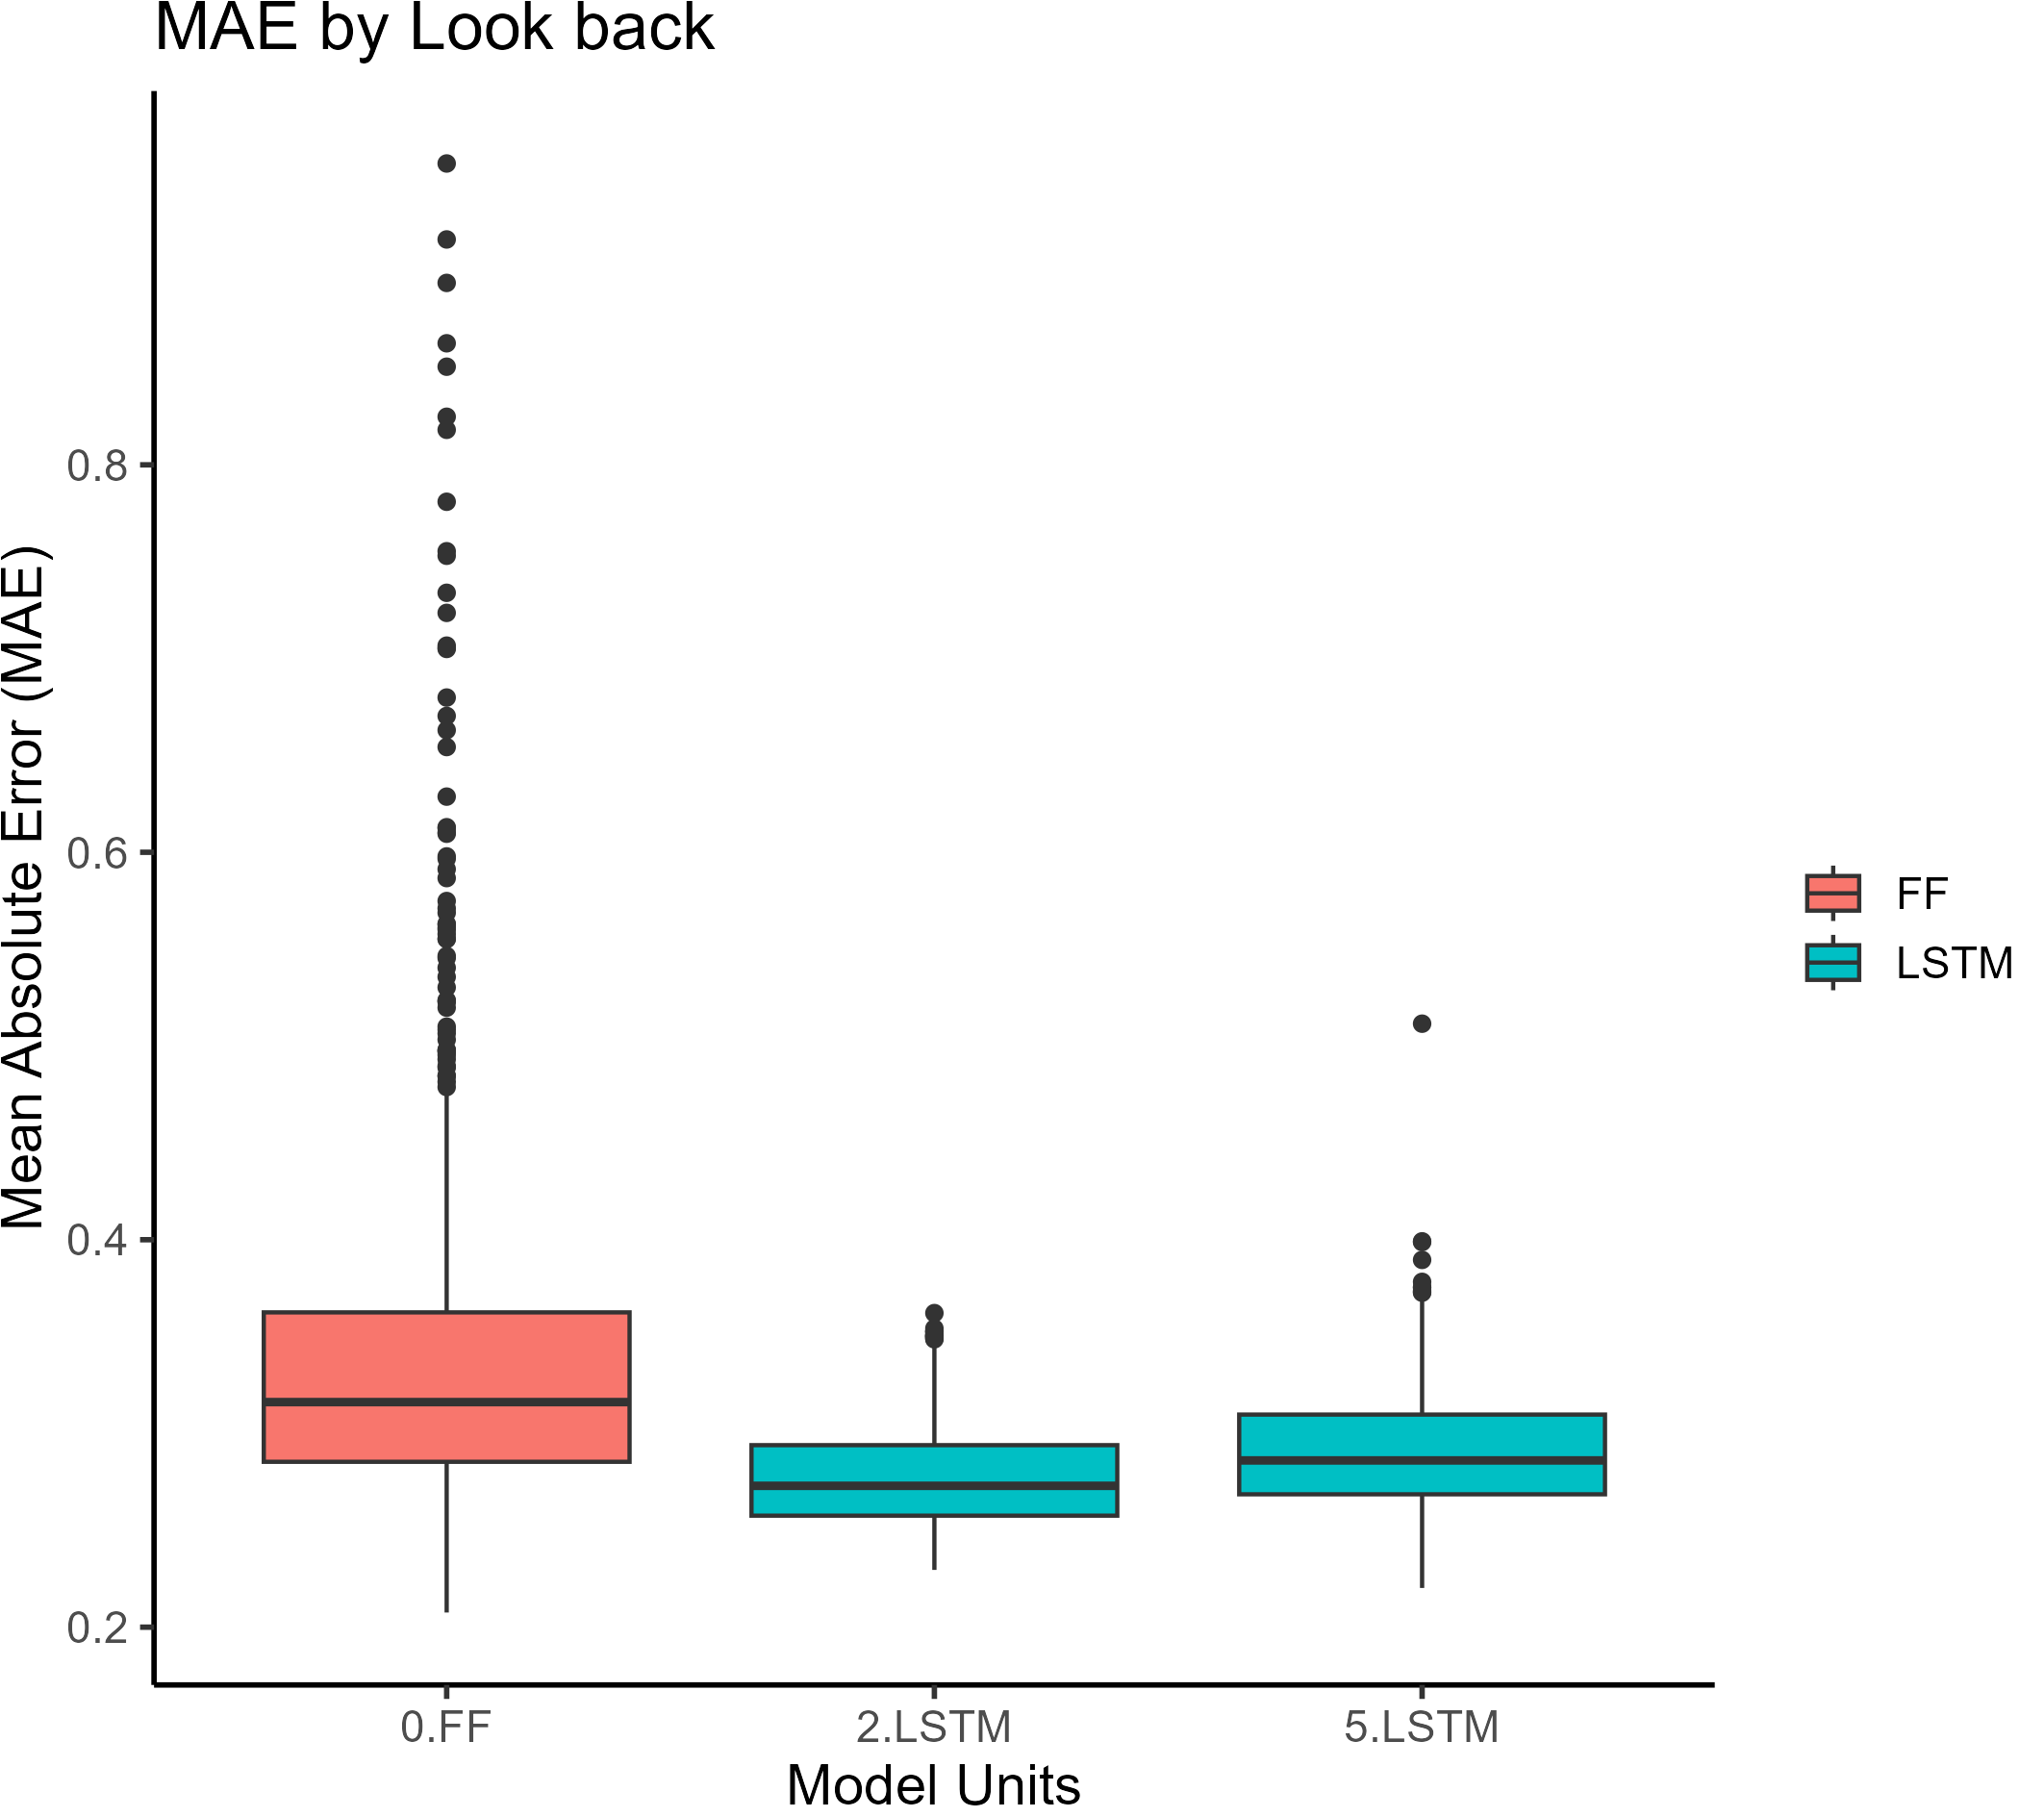 MAE by Look back
Mean Absolute Error (MAE)
0.8
0.6
0.4
0.2
0.FF
2.LSTM
5.LSTM
Model Units
FF
LSTM